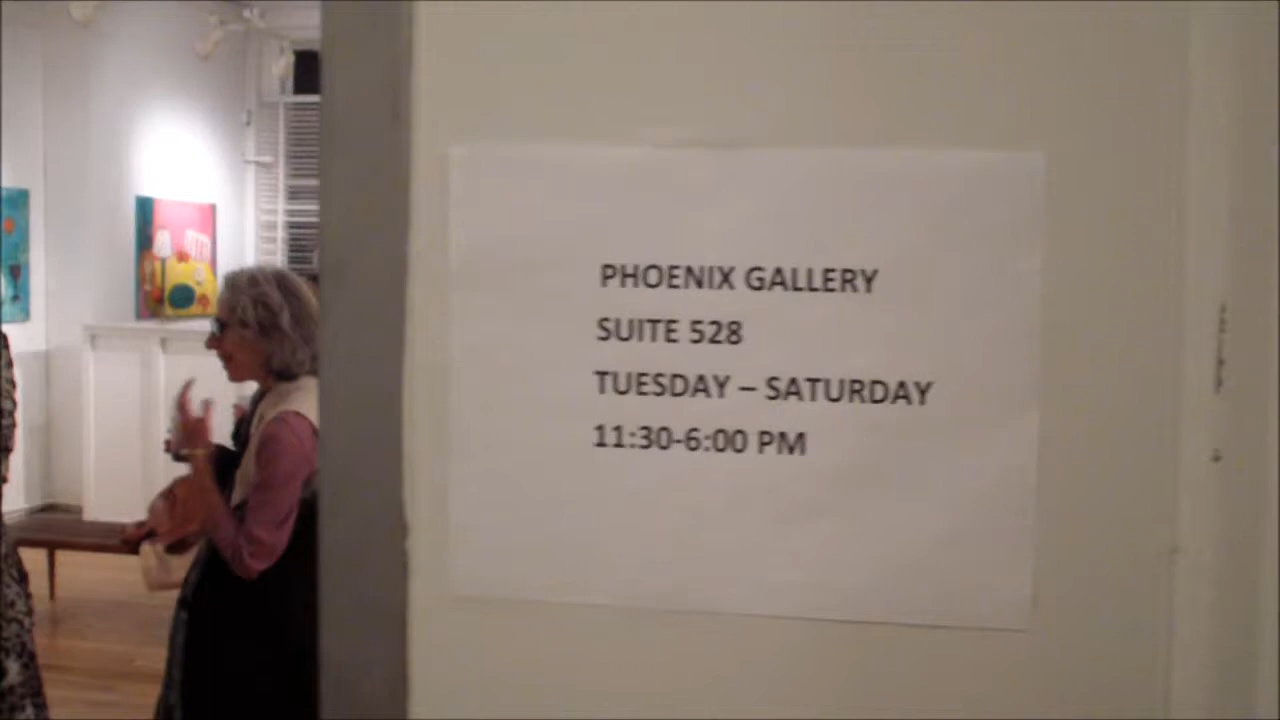 PHOENIX GALLERY
SUITE 528
TUESDAY – SATURDAY
11:30-6:00 PM